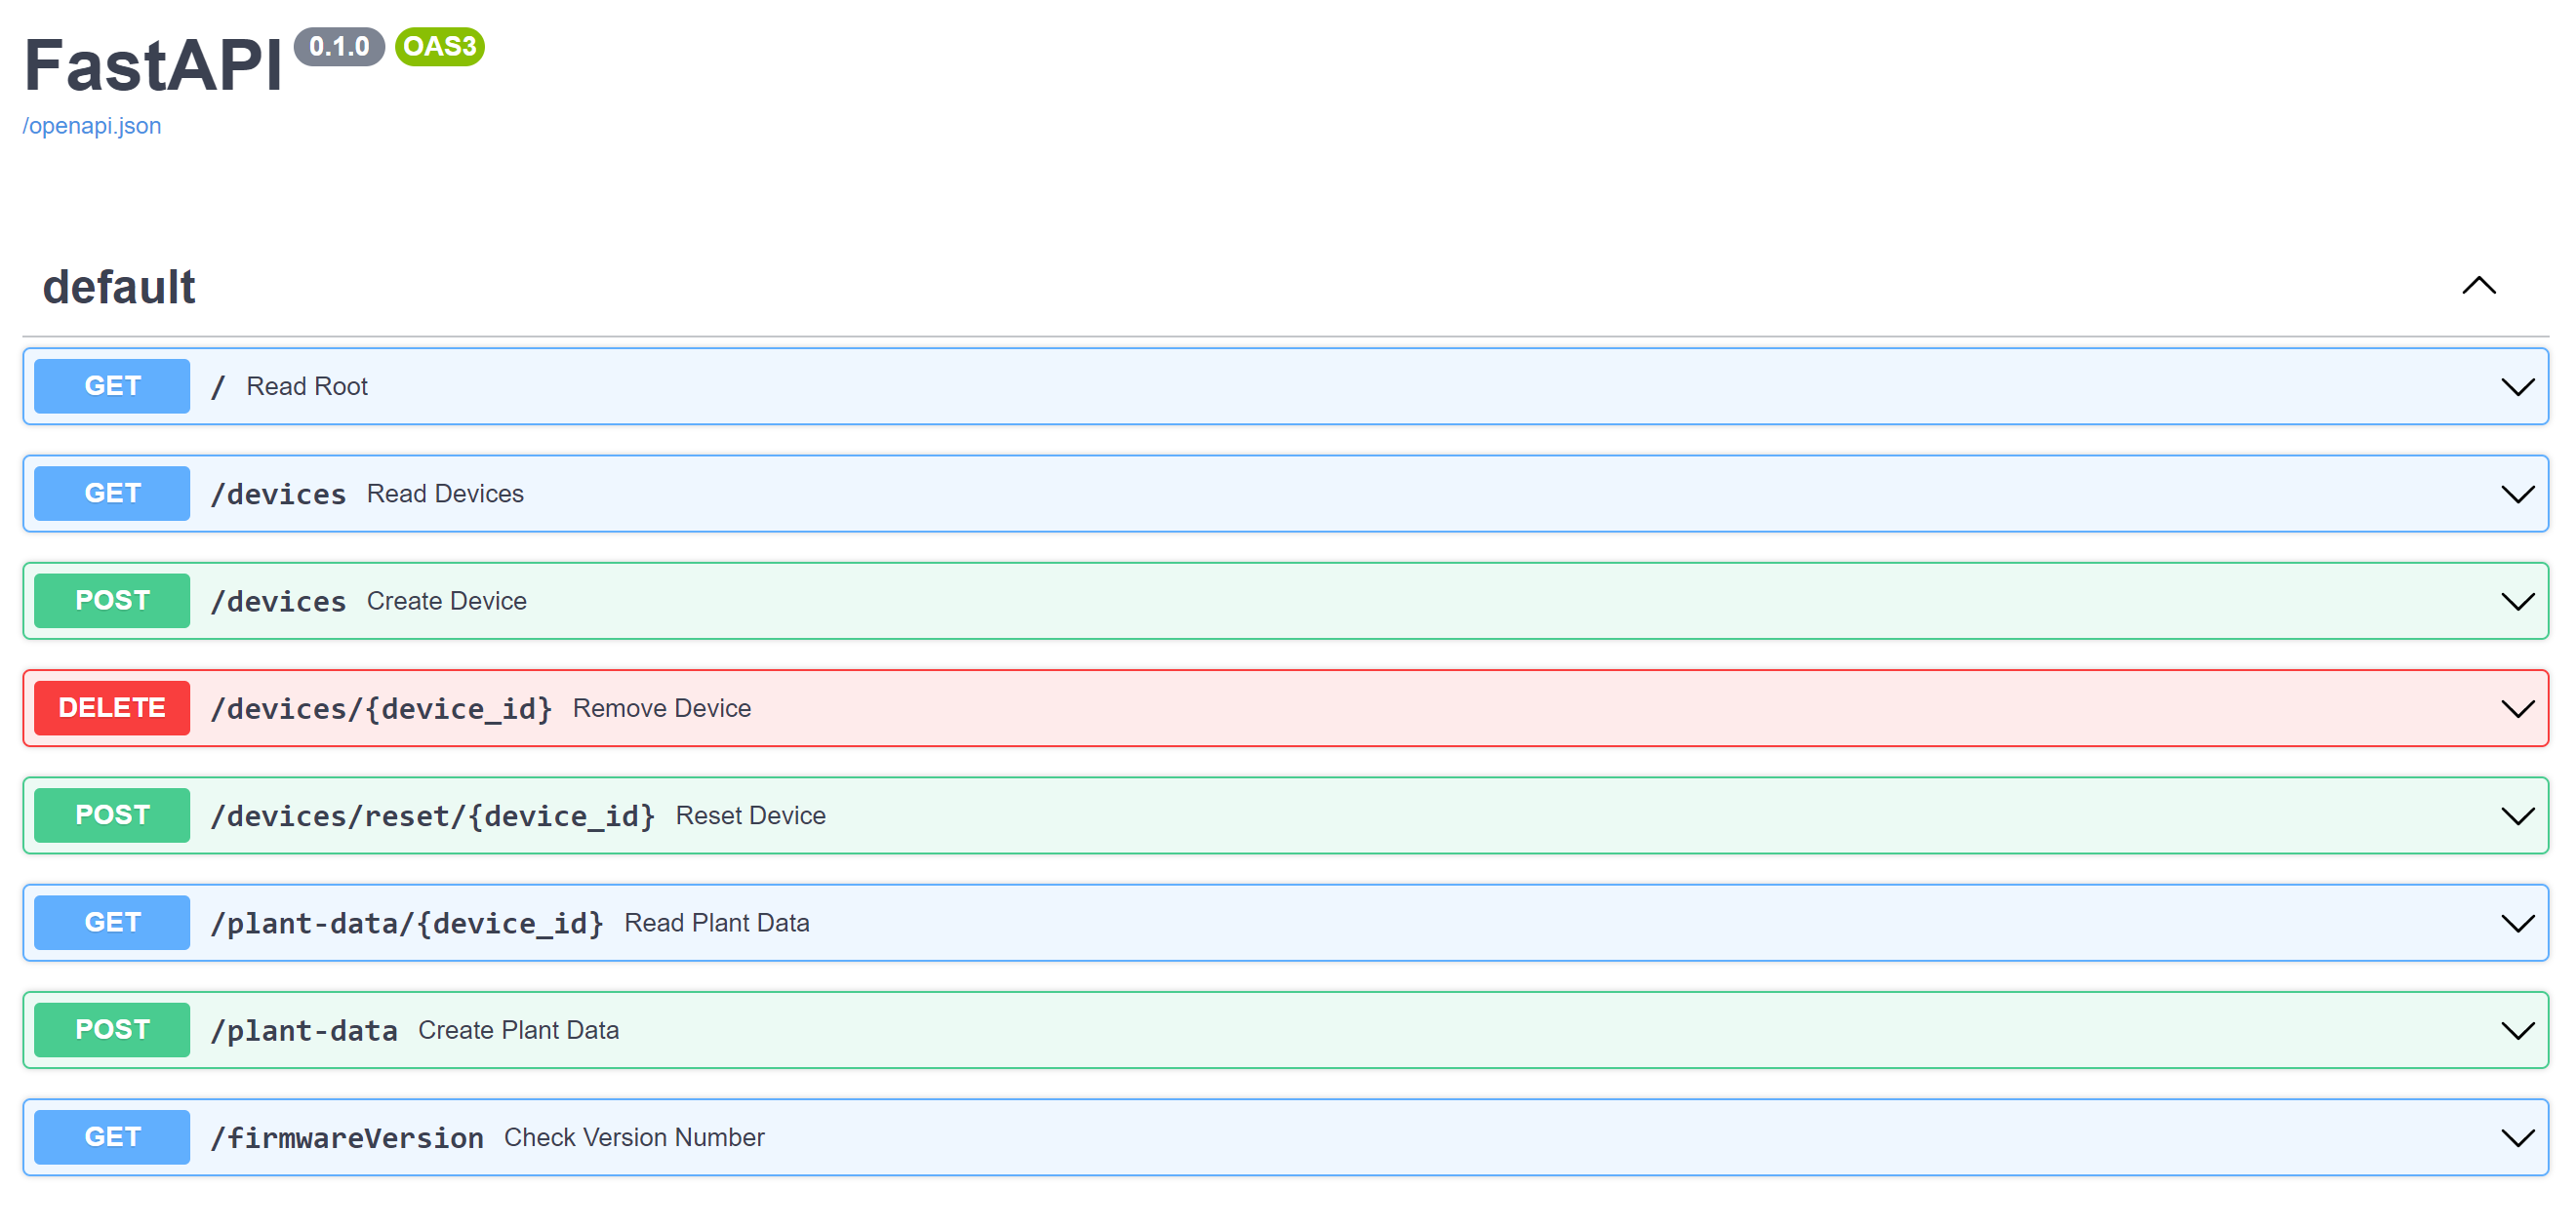 FastAPI 0.1.0 OAS3
/openapi.json
default
GET / Read Root
GET /devices Read Devices
POST /devices Create Device
DELETE /devices/{device_id} Remove Device
POST /devices/reset/{device_id} Reset Device
GET /plant-data/{device_id} Read Plant Data
POST /plant-data Create Plant Data
GET /firmwareVersion Check Version Number